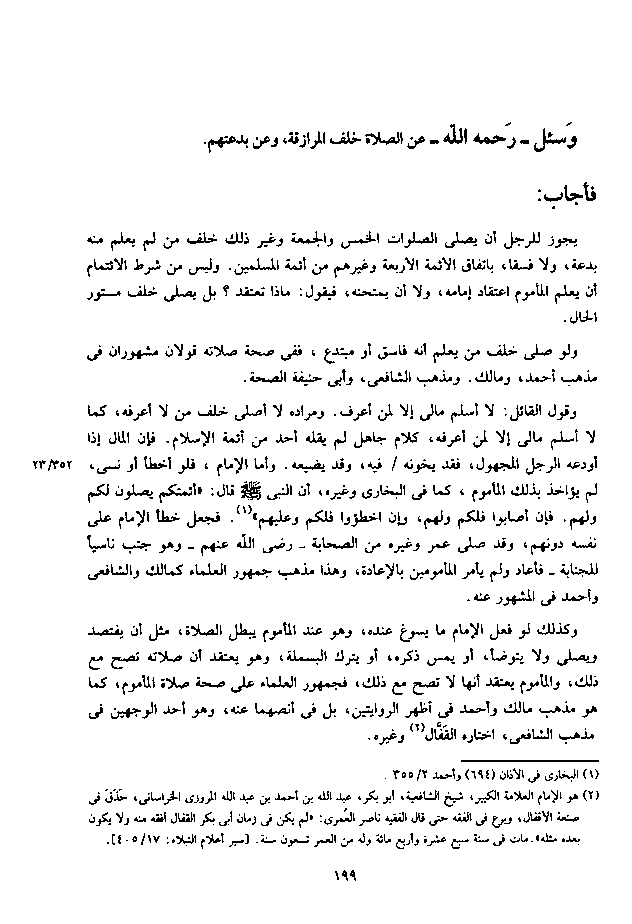 وَسئل ـ رَحمه اللّه ـ عن الصلاة خلف المرازقة، وعن بدعتهم.
فأجاب:
يجوز للرجل أن يصلى الصلوات الخمس والجمعة وغير ذلك خلف من لم يعلم منه
بدعة، ولا فسقا، باتفاق الأئمة الأربعة وغيرهم من أئمة المسلمين. وليس من شرط الائتمام
أن يعلم المأموم اعتقاد إمامه، ولا أن يمتحنه، فيقول: ماذا تعتقد ؟ بل يصلى خلف مستور
الحال.
ولو صلى خلف من يعلم أنه فاسق أو مبتدع ، ففى صحة صلاته قولان مشهوران فى
مذهب أحمد، ومالك. ومذهب الشافعى، وأبى حنيفة الصحة.
وقول القائل: لا أسلم مالى إلا لمن أعرف. ومراده لا أصلى خلف من لا أعرفه، كما
لا أسلم مالى إلا لمن أعرفه، كلام جاهل لم يقله أحد من أئمة الإسلام. فإن المال إذا
أودعه الرجل المجهول، فقد يخونه / فيه، وقد يضيعه. وأما الإمام ، فلو أخطأ أو نسى، ٢٣/٣٥٢
لم يؤاخذ بذلك المأموم ، كما فى البخارى وغيره، أن النبى ﷺ قال: «أئمتكم يصلون لكم
ولهم. فإن أصابوا فلكم ولهم، وإن اخطؤوا فلكم وعليهم»(١). فجعل خطأ الإمام على
نفسه دونهم، وقد صلى عمر وغيره من الصحابة ـ رضى اللّه عنهم ـ وهو جنب ناسياً
للجنابة ـ فأعاد ولم يأمر المأمومين بالإعادة، وهذا مذهب جمهور العلماء كمالك والشافعى
وأحمد فى المشهور عنه.
وكذلك لو فعل الإمام ما يسوغ عنده، وهو عند المأموم يبطل الصلاة، مثل أن يفتصد
ويصلى ولا يتوضأ، أو يمس ذكره، أو يترك البسملة، وهو يعتقد أن صلاته تصح مع
ذلك، والمأموم يعتقد أنها لا تصح مع ذلك، فجمهور العلماء على صحة صلاة المأموم، كما
هو مذهب مالك وأحمد فى أظهر الروايتين، بل فى أنصهما عنه، وهو أحد الوجهين فى
مذهب الشافعى، اختاره القَفَّال(٢) وغيره.
(١) البخارى فى الأذان (٦٩٤) وأحمد ٢/ ٣٥٥ .
(٢) هو الإمام العلامة الكبير، شيخ الشافعية، أبو بكر، عبد الله بن أحمد بن عبد الله المروزى الخراسانى، حَذَقَ فى
صنعة الأقفال، وبرع فى الفقه حتى قال الفقيه ناصر العُمرى: «لم يكن فى زمان أبى بكر القفال أفقه منه ولا يكون
بعده مثله». مات فى سنة سبع عشرة وأربع مائة وله من العمر تسعون سنة. [سير أعلام النبلاء: ١٧/ ٤٠٥].
١٩٩